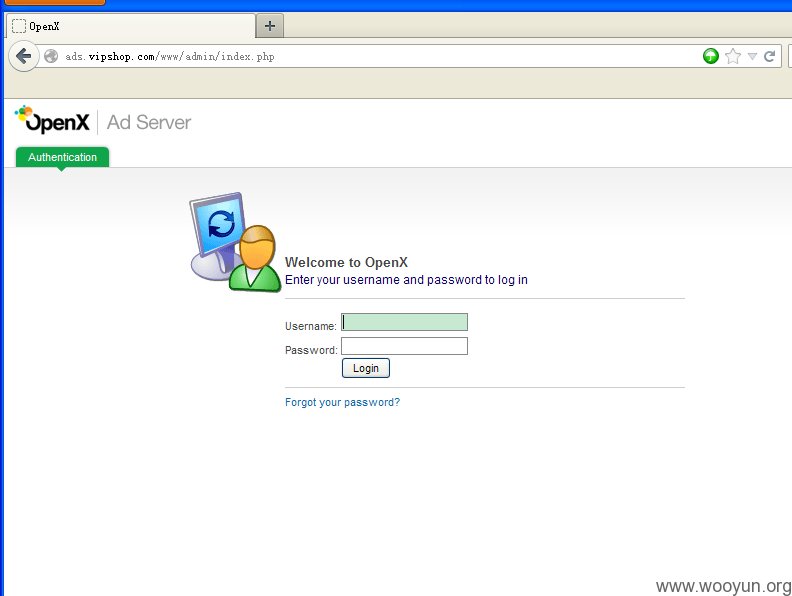 OpenX
ads.vipshop.com/www/admin/index.php
OpenX Ad Server
Authentication
Welcome to OpenX
Enter your username and password to log in
Username:
Password:
Login
Forgot your password?
www.wooyun.org